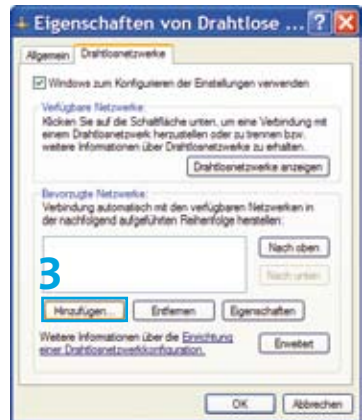 Eigenschaften von Drahtlose ...
Allgemein Drahtlosnetzwerke
Windows zum Konfigurieren der Einstellungen verwenden
Verfügbare Netzwerke:
Klicken Sie auf die Schaltfläche unten, um eine Verbindung mit
einem Drahtlosnetzwerk herzustellen oder zu trennen bzw.
weitere Informationen über Drahtlosnetzwerke zu erhalten.
Drahtlosnetzwerke anzeigen
Bevorzugte Netzwerke:
Verbindung automatisch mit den verfügbaren Netzwerken in
der nachfolgend aufgeführten Reihenfolge herstellen:
Nach oben
Nach unten
3
Hinzufügen... Entfernen Eigenschaften
Weitere Informationen über die Einrichtung
einer Drahtlosnetzwerkkonfiguration.
Erweitert
OK Abbrechen